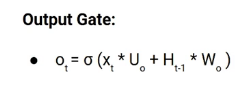 Output Gate:
● oₜ = σ (xₜ * Uₒ + Hₜ₋₁ * Wₒ )